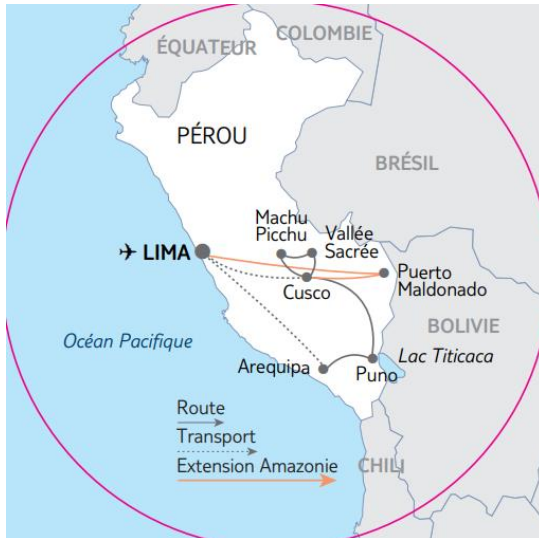 COLOMBIE
ÉQUATEUR
PÉROU
BRÉSIL
Machu
Picchu
Vallée
Sacrée
LIMA
Cusco
Puerto
Maldonado
BOLIVIE
Océan Pacifique
Lac Titicaca
Arequipa
Puno
Route
Transport
Extension Amazonie
CHILI